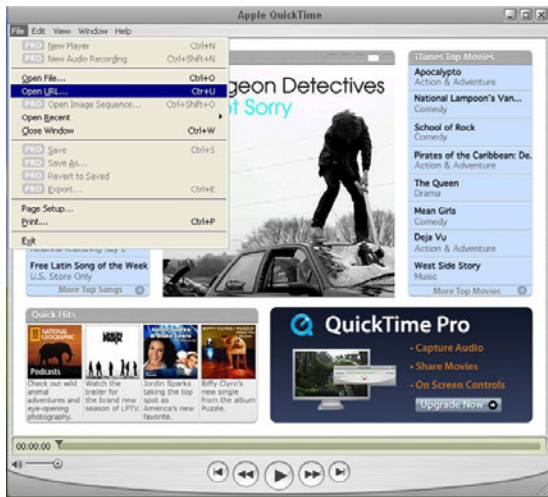 Apple QuickTime
File Edit View Window Help
PRO New Player Ctrl+N
PRO New Audio Recording Ctrl+Shift+N
Open File... Ctrl+O
Open URL... Ctrl+U
PRO Open Image Sequence... Ctrl+Shift+O
Open Recent
Close Window Ctrl+W
PRO Save Ctrl+S
PRO Save As...
PRO Revert to Saved
PRO Export... Ctrl+E
Page Setup...
Print... Ctrl+P
Exit
Free Latin Song of the Week
U.S. Store Only
More Top Songs
geon Detectives
ot Sorry
iTunes Top Movies
Apocalypto
Action & Adventure
National Lampoon's Van...
Comedy
School of Rock
Comedy
Pirates of the Caribbean: De.
Action & Adventure
The Queen
Drama
Mean Girls
Comedy
Deja Vu
Action & Adventure
West Side Story
Music
More Top Movies
Quick Hits
NATIONAL
GEOGRAPHIC
Podcasts
Check out wild
animal
adventures and
eye-opening
photography.
Watch the
trailer for
the brand new
season of LPTV.
Jordin Sparks
taking the top
spot as
America's new
favorite.
Biffy Clyro's
new single
from the album
Puzzle.
QuickTime Pro
• Capture Audio
• Share Movies
• On Screen Controls
Upgrade Now
00:00:00